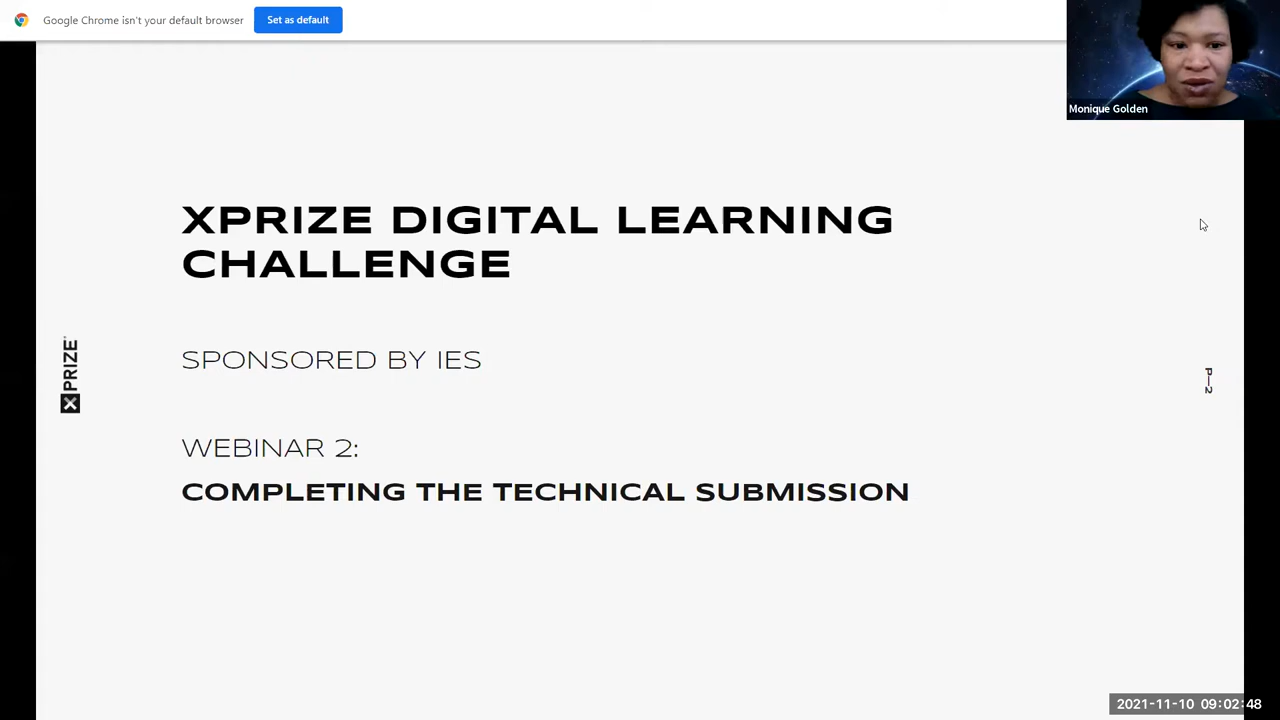 Google Chrome isn't your default browser
Set as default
Monique Golden
XPRIZE DIGITAL LEARNING
CHALLENGE
SPONSORED BY IES
XPRIZE
P—2
WEBINAR 2:
COMPLETING THE TECHNICAL SUBMISSION
2021-11-10 09:02:48